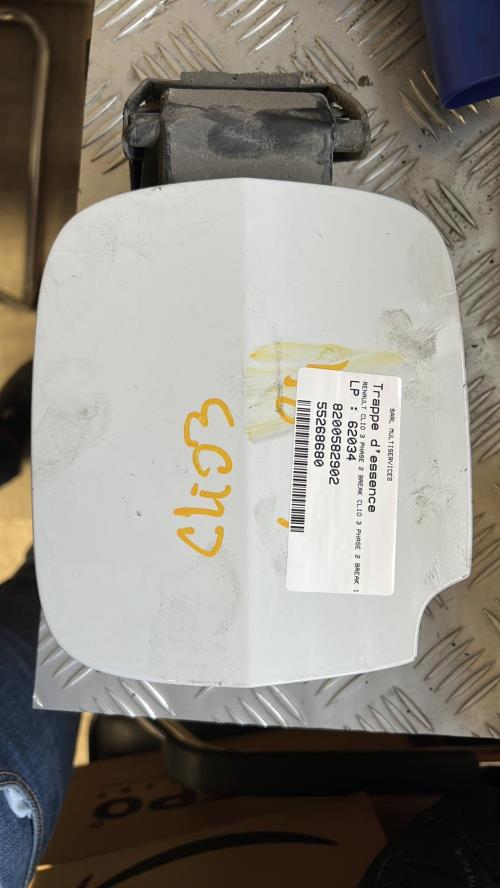 Clio3
SARL MULTISERVICES
Trappe d'essence
RENAULT CLIO 3 PHASE 2 BREAK CLIO 3 PHASE 2 BREAK 1
LP : 62034
8200582902
55268680